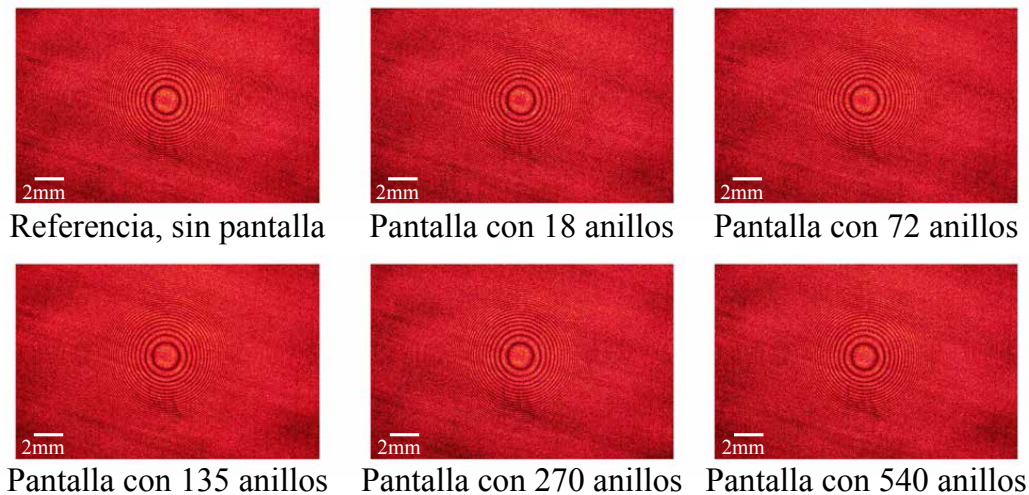 2mm
2mm
2mm
Referencia, sin pantalla
Pantalla con 18 anillos
Pantalla con 72 anillos
2mm
2mm
2mm
Pantalla con 135 anillos
Pantalla con 270 anillos
Pantalla con 540 anillos